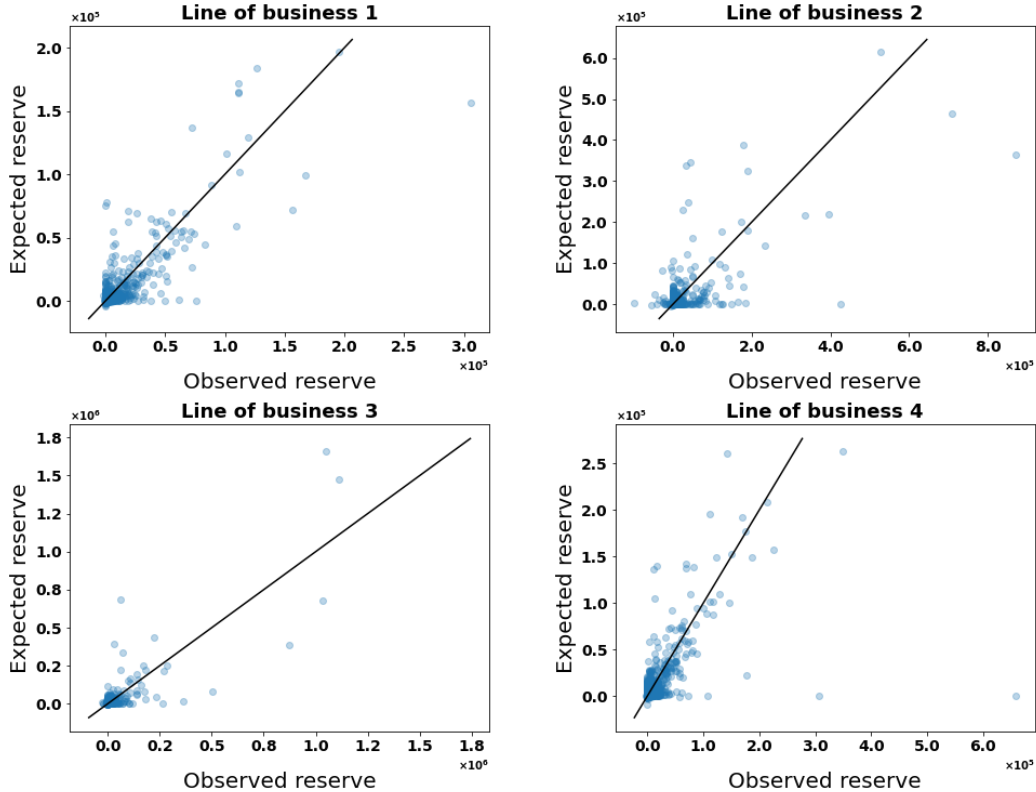 Line of business 1
×10⁵
2.0
1.5
1.0
0.5
0.0
Expected reserve
0.0 0.5 1.0 1.5 2.0 2.5 3.0
×10⁵
Observed reserve
Line of business 2
×10⁵
6.0
5.0
4.0
3.0
2.0
1.0
0.0
Expected reserve
0.0 2.0 4.0 6.0 8.0
×10⁵
Observed reserve
Line of business 3
×10⁶
1.8
1.5
1.2
1.0
0.8
0.5
0.2
0.0
Expected reserve
0.0 0.2 0.5 0.8 1.0 1.2 1.5 1.8
×10⁶
Observed reserve
Line of business 4
×10⁵
2.5
2.0
1.5
1.0
0.5
0.0
Expected reserve
0.0 1.0 2.0 3.0 4.0 5.0 6.0
×10⁵
Observed reserve